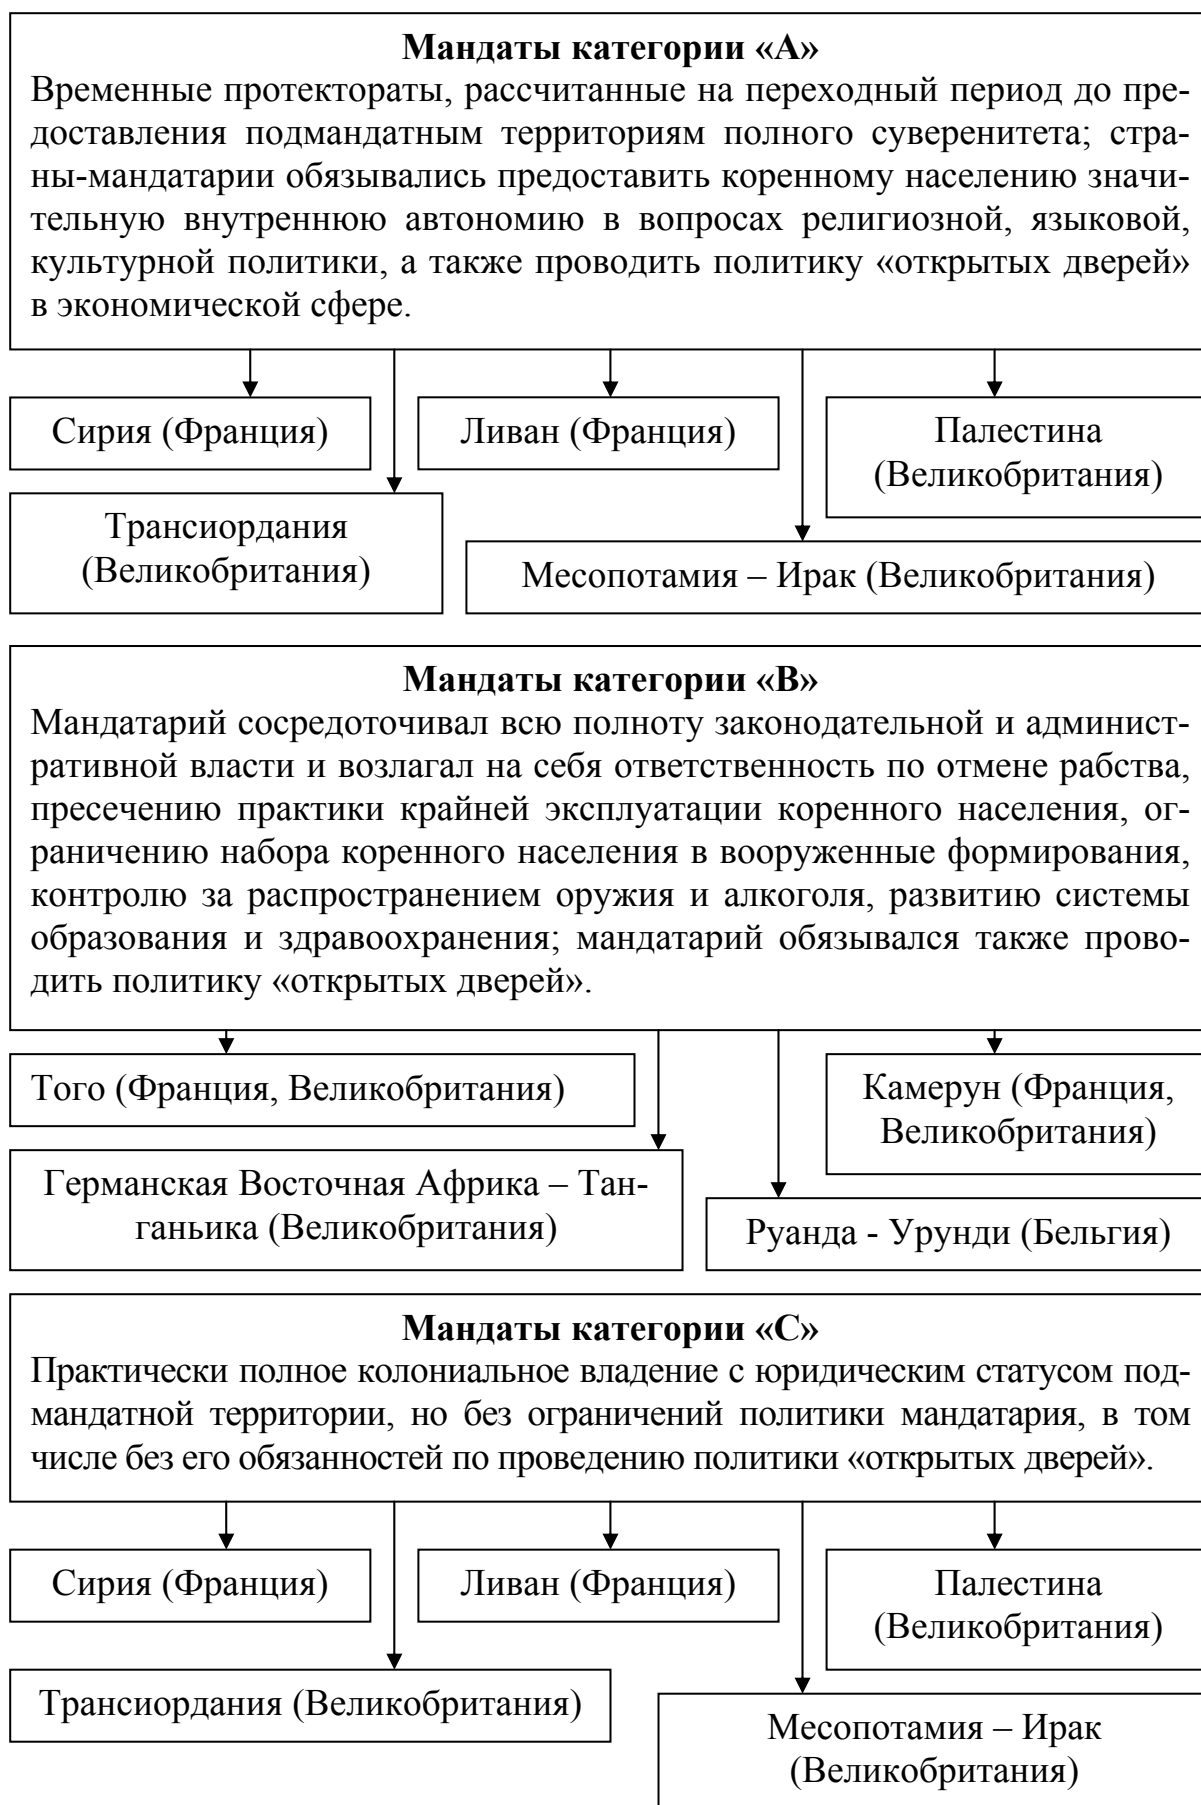 Мандаты категории «А»
Временные протектораты, рассчитанные на переходный период до пре-
доставления подмандатным территориям полного суверенитета; стра-
ны-мандатарии обязывались предоставить коренному населению значи-
тельную внутреннюю автономию в вопросах религиозной, языковой,
культурной политики, а также проводить политику «открытых дверей»
в экономической сфере.
Сирия (Франция)
Ливан (Франция)
Палестина
(Великобритания)
Трансиордания
(Великобритания)
Месопотамия – Ирак (Великобритания)
Мандаты категории «В»
Мандатарий сосредоточивал всю полноту законодательной и админист-
ративной власти и возлагал на себя ответственность по отмене рабства,
пресечению практики крайней эксплуатации коренного населения, ог-
раничению набора коренного населения в вооруженные формирования,
контролю за распространением оружия и алкоголя, развитию системы
образования и здравоохранения; мандатарий обязывался также прово-
дить политику «открытых дверей».
Того (Франция, Великобритания)
Камерун (Франция,
Великобритания)
Германская Восточная Африка – Тан-
ганьика (Великобритания)
Руанда - Урунди (Бельгия)
Мандаты категории «С»
Практически полное колониальное владение с юридическим статусом под-
мандатной территории, но без ограничений политики мандатария, в том
числе без его обязанностей по проведению политики «открытых дверей».
Сирия (Франция)
Ливан (Франция)
Палестина
(Великобритания)
Трансиордания (Великобритания)
Месопотамия – Ирак
(Великобритания)